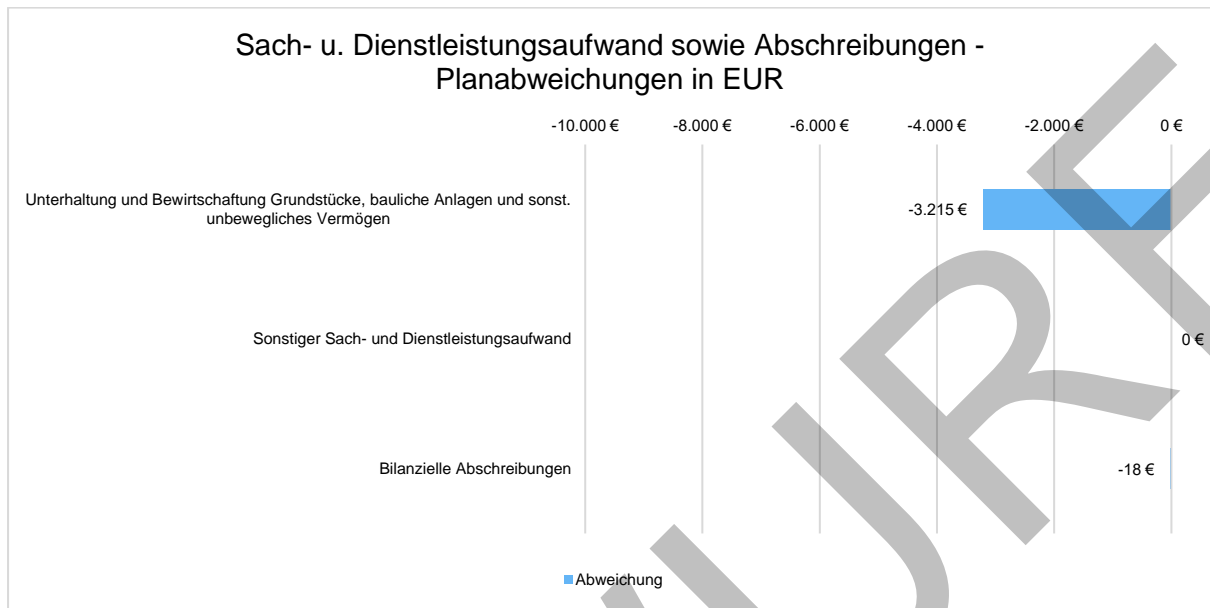 Sach- u. Dienstleistungsaufwand sowie Abschreibungen -
Planabweichungen in EUR
-10.000 € -8.000 € -6.000 € -4.000 € -2.000 € 0 €
Unterhaltung und Bewirtschaftung Grundstücke, bauliche Anlagen und sonst.
unbewegliches Vermögen
-3.215 €
Sonstiger Sach- und Dienstleistungsaufwand
0 €
Bilanzielle Abschreibungen
-18 €
Abweichung